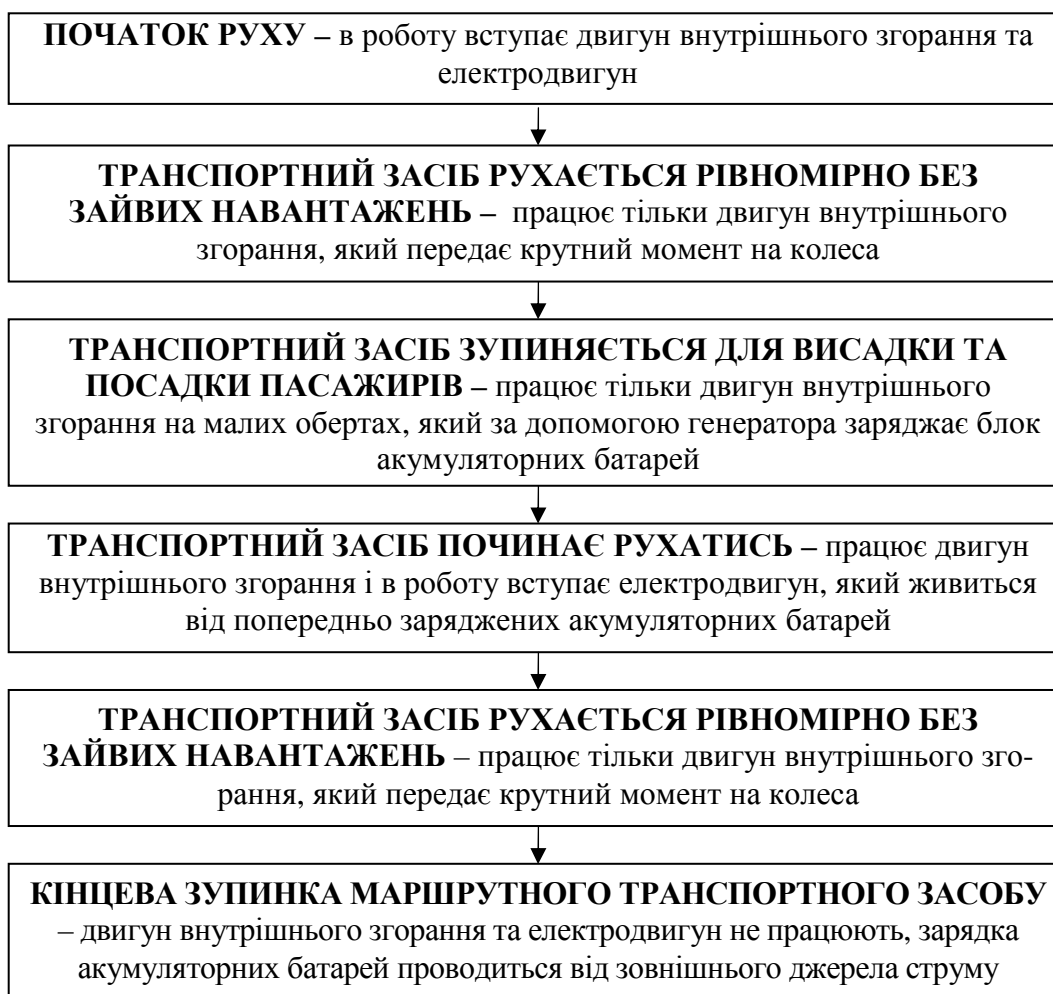 ПОЧАТОК РУХУ – в роботу вступає двигун внутрішнього згорання та
електродвигун
ТРАНСПОРТНИЙ ЗАСІБ РУХАЄТЬСЯ РІВНОМІРНО БЕЗ
ЗАЙВИХ НАВАНТАЖЕНЬ – працює тільки двигун внутрішнього
згорання, який передає крутний момент на колеса
ТРАНСПОРТНИЙ ЗАСІБ ЗУПИНЯЄТЬСЯ ДЛЯ ВИСАДКИ ТА
ПОСАДКИ ПАСАЖИРІВ – працює тільки двигун внутрішнього
згорання на малих обертах, який за допомогою генератора заряджає блок
акумуляторних батарей
ТРАНСПОРТНИЙ ЗАСІБ ПОЧИНАЄ РУХАТИСЬ – працює двигун
внутрішнього згорання і в роботу вступає електродвигун, який живиться
від попередньо заряджених акумуляторних батарей
ТРАНСПОРТНИЙ ЗАСІБ РУХАЄТЬСЯ РІВНОМІРНО БЕЗ
ЗАЙВИХ НАВАНТАЖЕНЬ – працює тільки двигун внутрішнього зго-
рання, який передає крутний момент на колеса
КІНЦЕВА ЗУПИНКА МАРШРУТНОГО ТРАНСПОРТНОГО ЗАСОБУ
– двигун внутрішнього згорання та електродвигун не працюють, зарядка
акумуляторних батарей проводиться від зовнішнього джерела струму